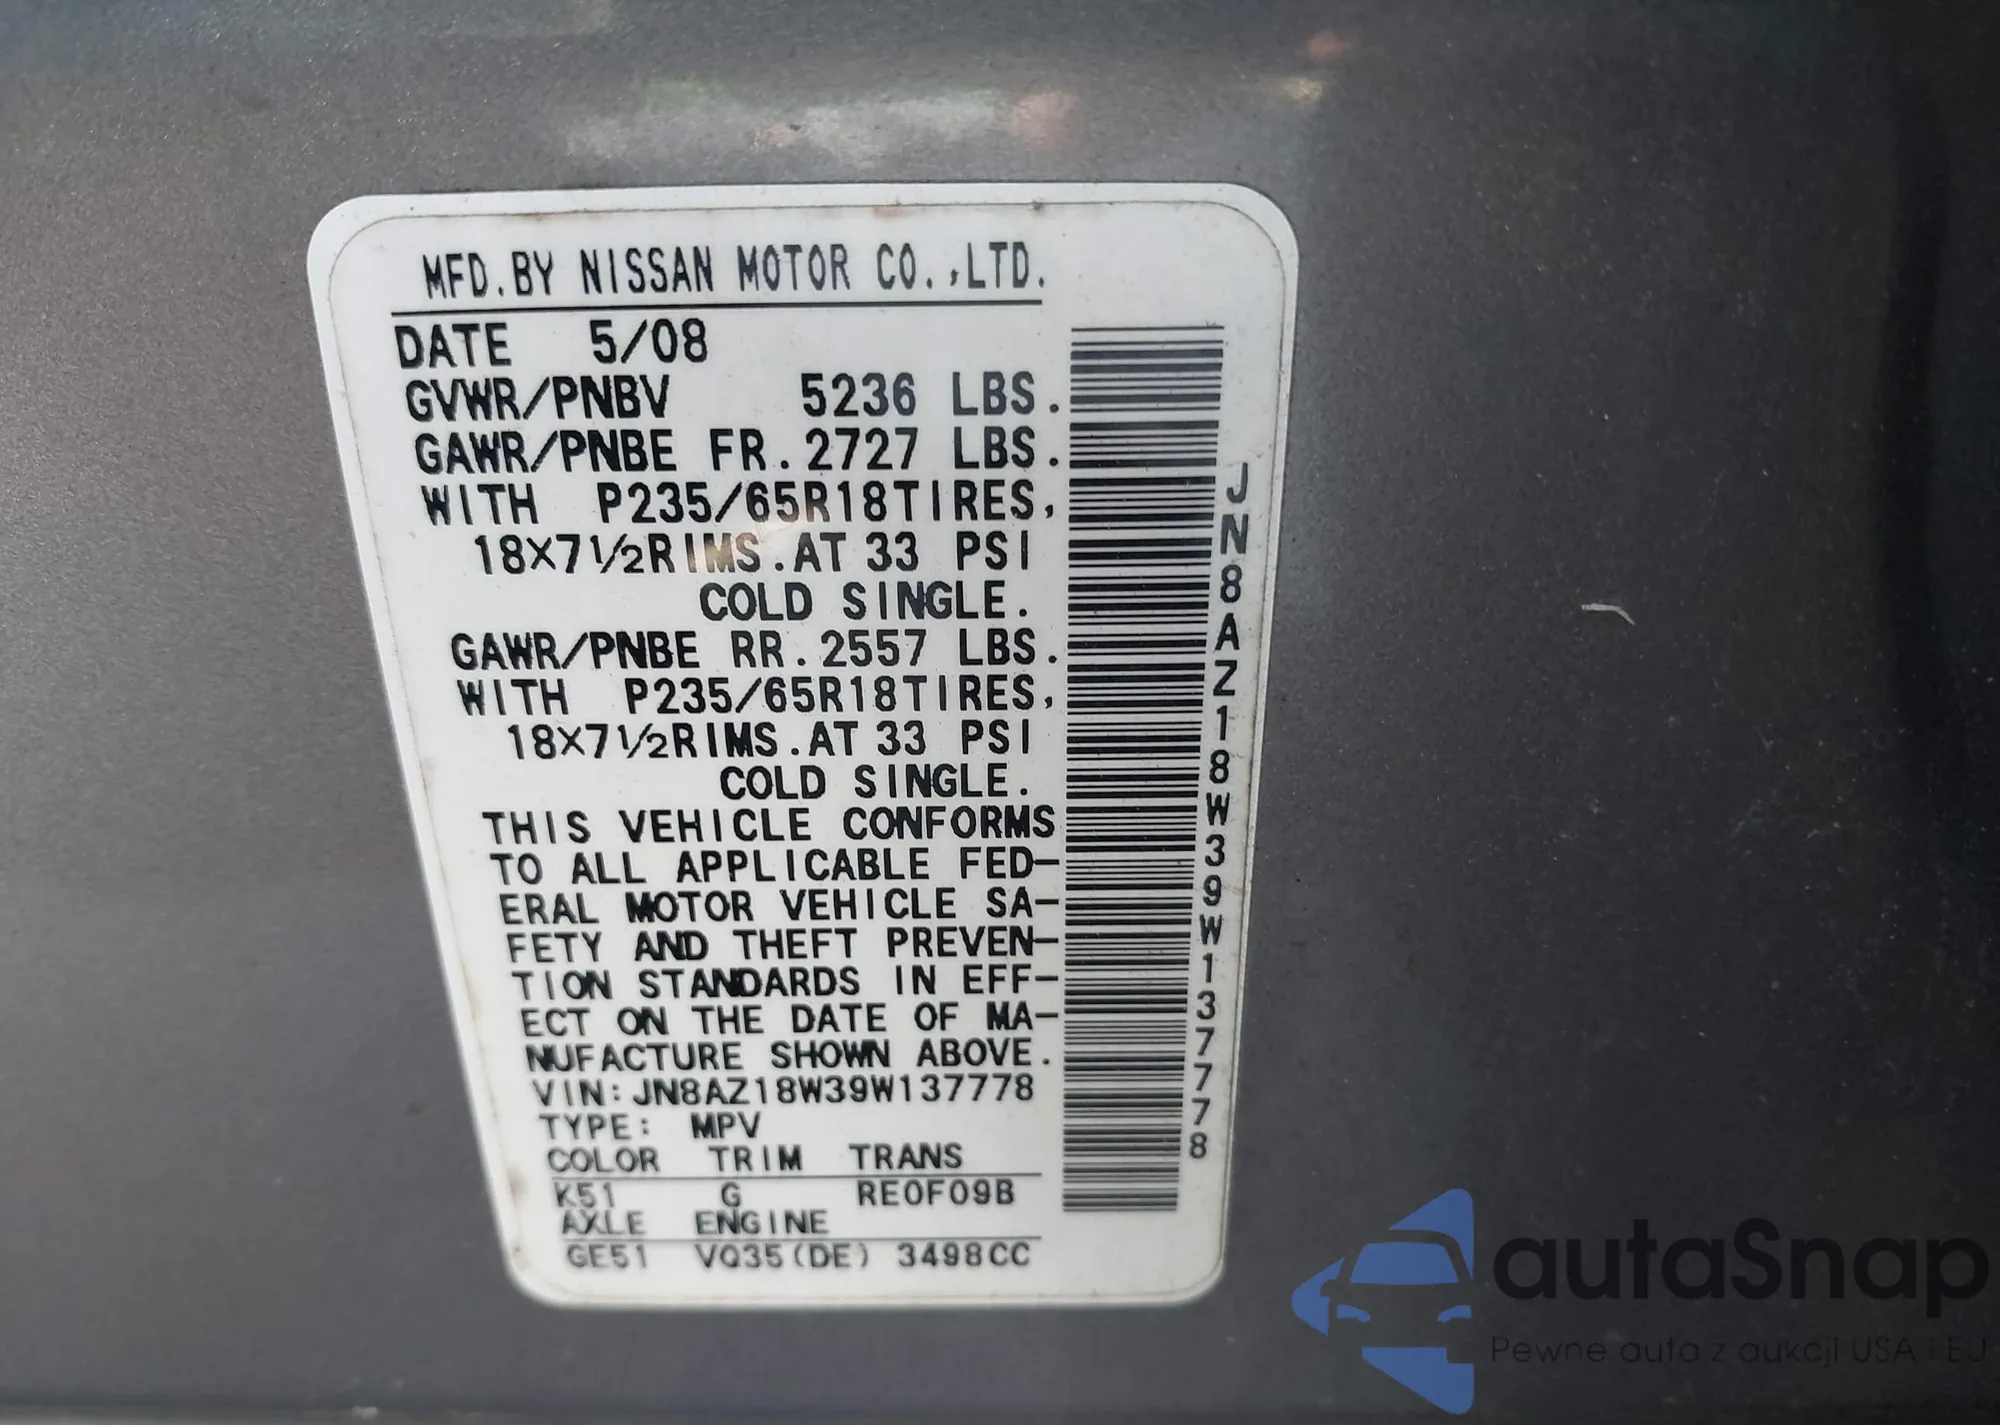 MFD.BY NISSAN MOTOR CO.,LTD.
DATE 5/08
GVWR/PNBV 5236 LBS.
GAWR/PNBE FR.2727 LBS.
WITH P235/65R18TIRES,
18X7 1/2RIMS.AT 33 PSI
COLD SINGLE.
GAWR/PNBE RR.2557 LBS.
WITH P235/65R18TIRES,
18X7 1/2RIMS.AT 33 PSI
COLD SINGLE.
THIS VEHICLE CONFORMS
TO ALL APPLICABLE FED-
ERAL MOTOR VEHICLE SA-
FETY AND THEFT PREVEN-
TION STANDARDS IN EFF-
ECT ON THE DATE OF MA-
NUFACTURE SHOWN ABOVE.
VIN:JN8AZ18W39W137778
TYPE: MPV
COLOR TRIM TRANS
K51 G RE0F09B
AXLE ENGINE
GE51 VQ35(DE) 3498CC
JN8AZ18W39W137778
autaSnap
Pewne auta z aukcji USA i EU